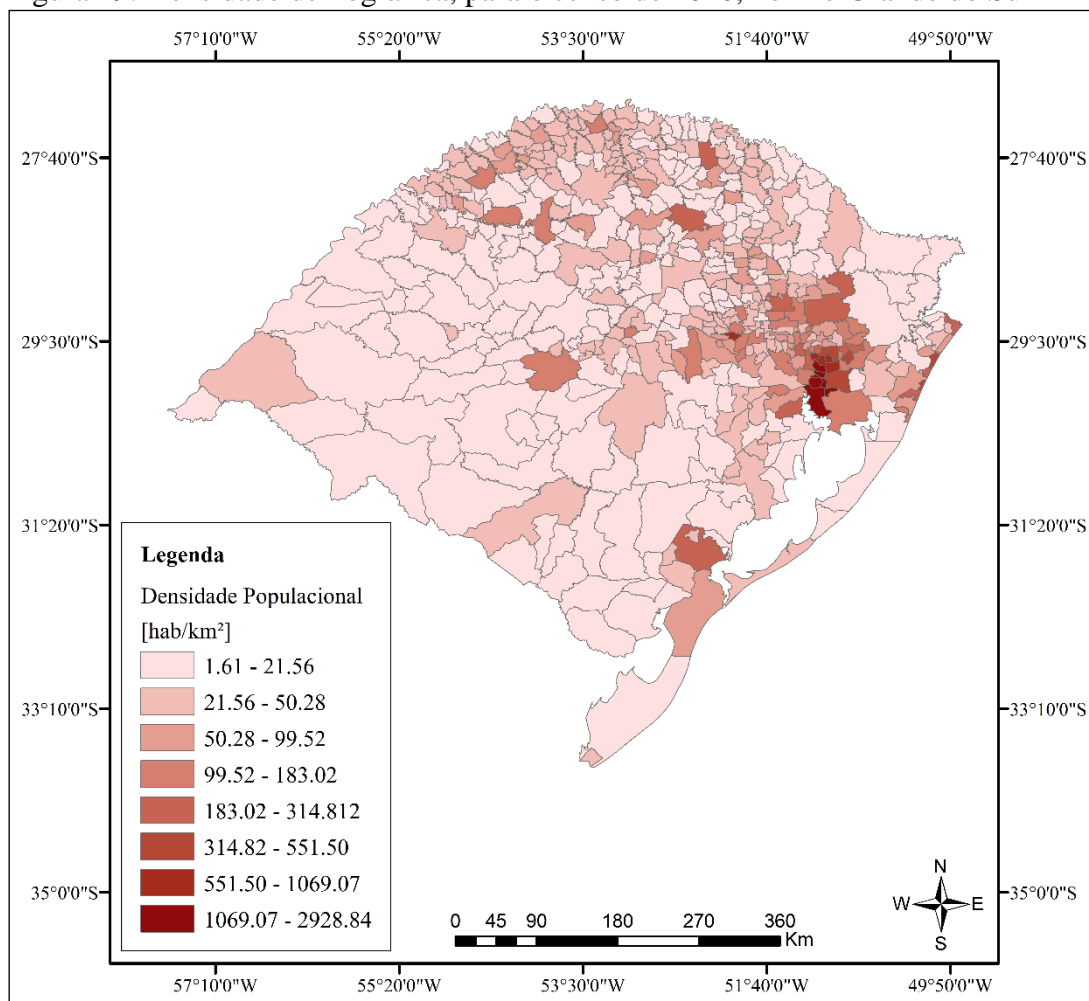 57°10'0"W 55°20'0"W 53°30'0"W 51°40'0"W 49°50'0"W
27°40'0"S 27°40'0"S
29°30'0"S 29°30'0"S
31°20'0"S 31°20'0"S
33°10'0"S 33°10'0"S
35°0'0"S 35°0'0"S
Legenda
Densidade Populacional
[hab/km²]
1.61 - 21.56
21.56 - 50.28
50.28 - 99.52
99.52 - 183.02
183.02 - 314.812
314.82 - 551.50
551.50 - 1069.07
1069.07 - 2928.84
N
W E
S
0 45 90 180 270 360
Km
57°10'0"W 55°20'0"W 53°30'0"W 51°40'0"W 49°50'0"W